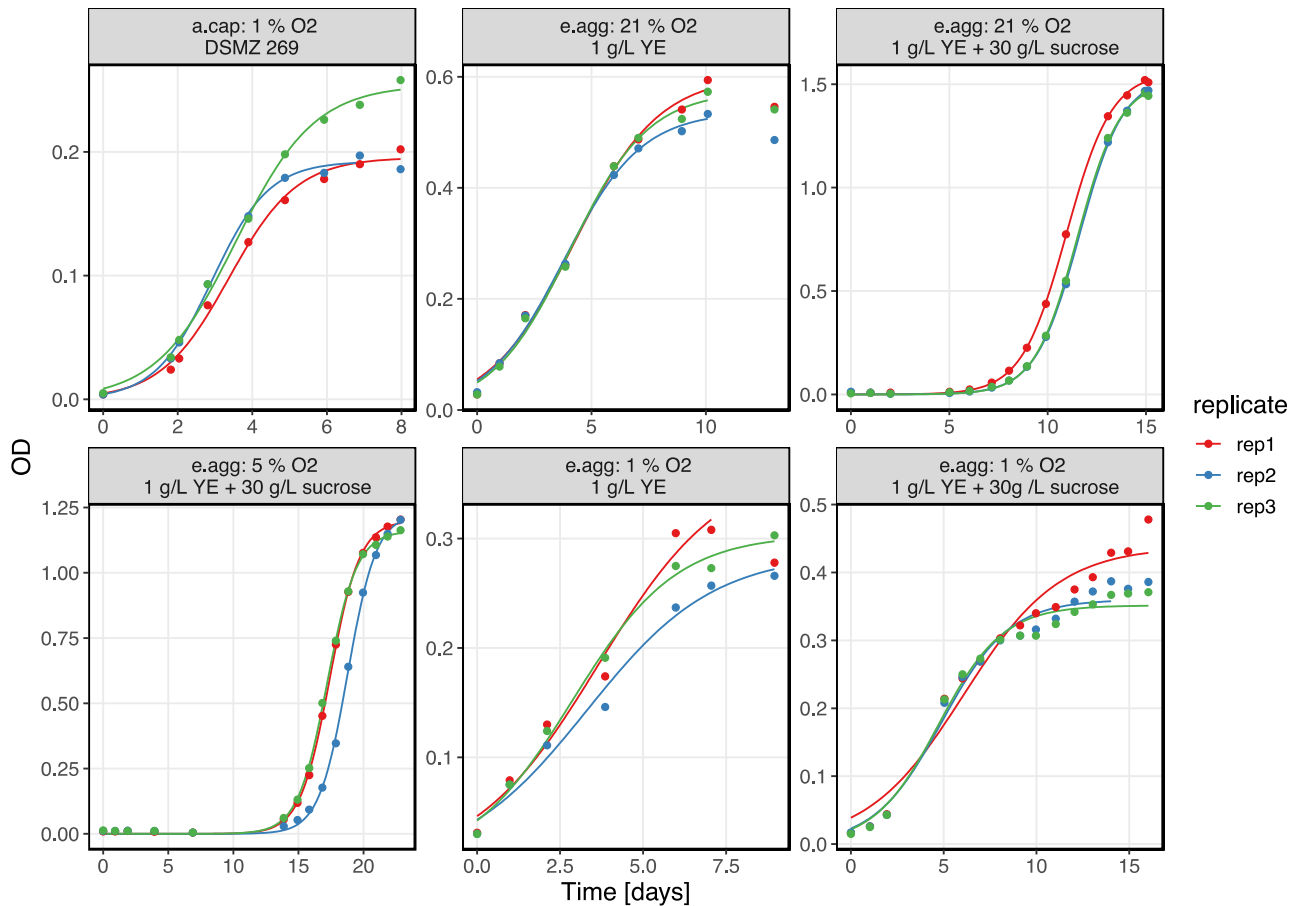 a.cap: 1 % O2
DSMZ 269
e.agg: 21 % O2
1 g/L YE
e.agg: 21 % O2
1 g/L YE + 30 g/L sucrose
0.2
0.1
0.0
0 2 4 6 8
0.6
0.4
0.2
0.0
0 5 10
1.5
1.0
0.5
0.0
0 5 10 15
OD
e.agg: 5 % O2
1 g/L YE + 30 g/L sucrose
e.agg: 1 % O2
1 g/L YE
e.agg: 1 % O2
1 g/L YE + 30g /L sucrose
1.25
1.00
0.75
0.50
0.25
0.00
0 5 10 15 20
0.3
0.2
0.1
0.0 2.5 5.0 7.5
0.5
0.4
0.3
0.2
0.1
0.0
0 5 10 15
Time [days]
replicate
rep1
rep2
rep3